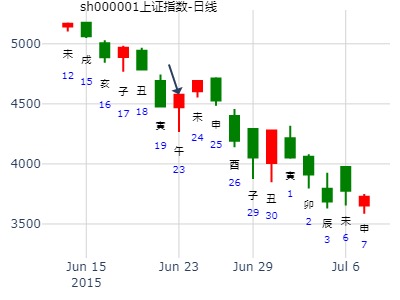 sh000001上证指数-日线
5000
4500
4000
3500
未
12
戌
15
亥
16
子
17
丑
18
寅
19
午
23
未
24
申
25
酉
26
子
29
丑
30
寅
1
卯
2
辰
3
未
6
申
7
Jun 15
2015
Jun 23
Jun 29
Jul 6